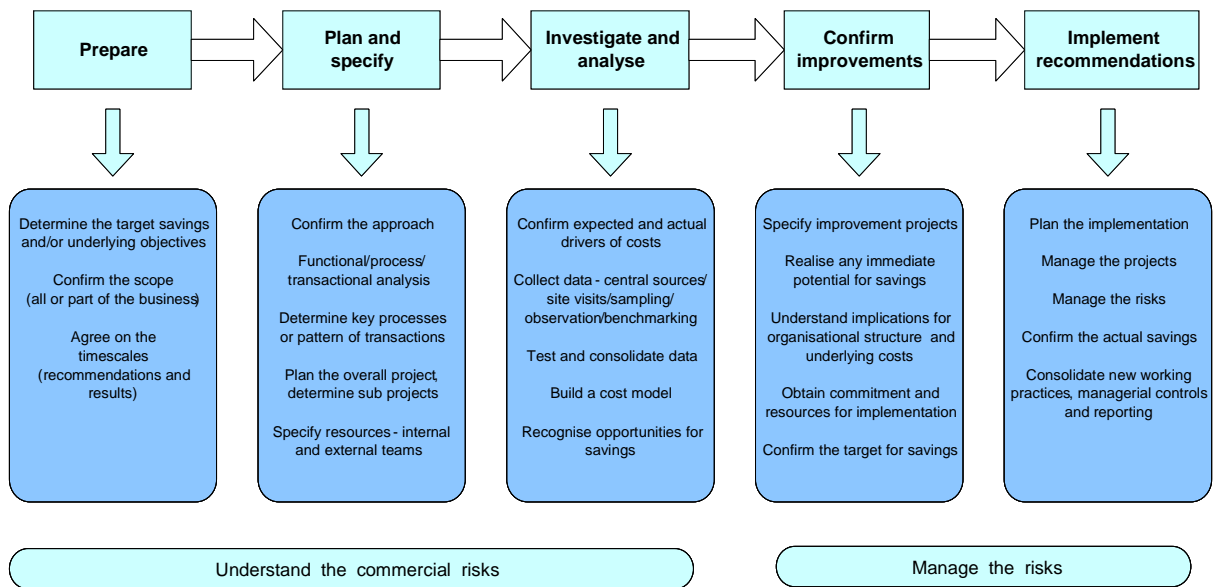 Prepare
Plan and
specify
Investigate and
analyse
Confirm
improvements
Implement
recommendations
Determine the target savings
and/or underlying objectives
Confirm the scope
(all or part of the business)
Agree on the
timescales
(recommendations and
results)
Confirm the approach
Functional/process/
transactional analysis
Determine key processes
or pattern of transactions
Plan the overall project,
determine sub projects
Specify resources - internal
and external teams
Confirm expected and actual
drivers of costs
Collect data - central sources/
site visits/sampling/
observation/benchmarking
Test and consolidate data
Build a cost model
Recognise opportunities for
savings
Specify improvement projects
Realise any immediate
potential for savings
Understand implications for
organisational structure and
underlying costs
Obtain commitment and
resources for implementation
Confirm the target for savings
Plan the implementation
Manage the projects
Manage the risks
Confirm the actual savings
Consolidate new working
practices, managerial controls
and reporting
Understand the commercial risks
Manage the risks